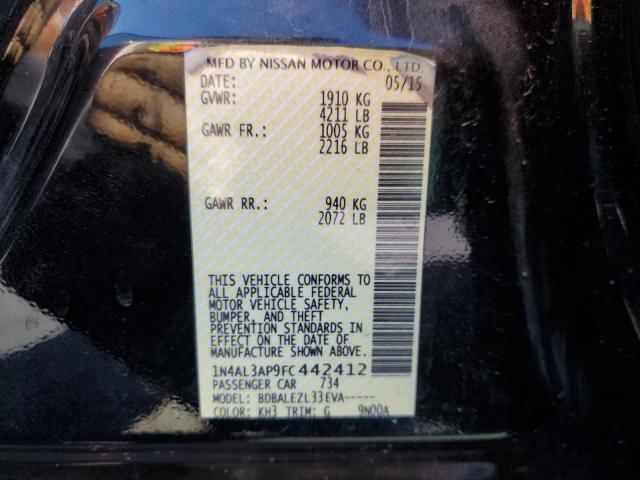 MFD BY NISSAN MOTOR CO., LTD.
DATE: 05/15
GVWR: 1910 KG
4211 LB
GAWR FR.: 1005 KG
2216 LB
GAWR RR.: 940 KG
2072 LB
THIS VEHICLE CONFORMS TO
ALL APPLICABLE FEDERAL
MOTOR VEHICLE SAFETY,
BUMPER, AND THEFT
PREVENTION STANDARDS IN
EFFECT ON THE DATE OF
MANUFACTURE SHOWN ABOVE.
1N4AL3AP9FC442412
PASSENGER CAR 734
MODEL: BDBALEZL33EVA-----
COLOR: KH3 TRIM: G 9N00A